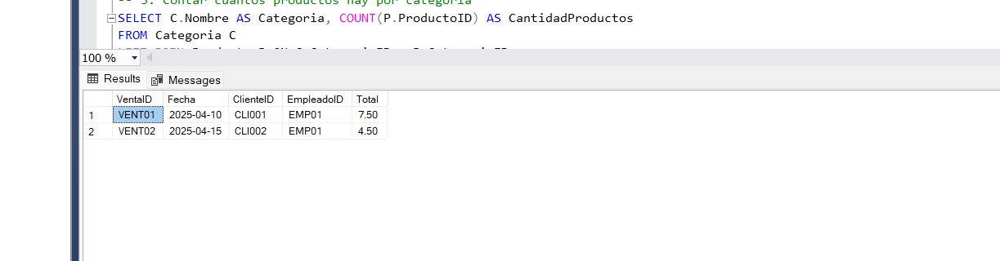 -- 5. Contar cuántos productos hay por categoría
SELECT C.Nombre AS Categoria, COUNT(P.ProductoID) AS CantidadProductos
FROM Categoria C
100 %
Results Messages
VentaID Fecha ClienteID EmpleadoID Total
1 VENT01 2025-04-10 CLI001 EMP01 7.50
2 VENT02 2025-04-15 CLI002 EMP01 4.50